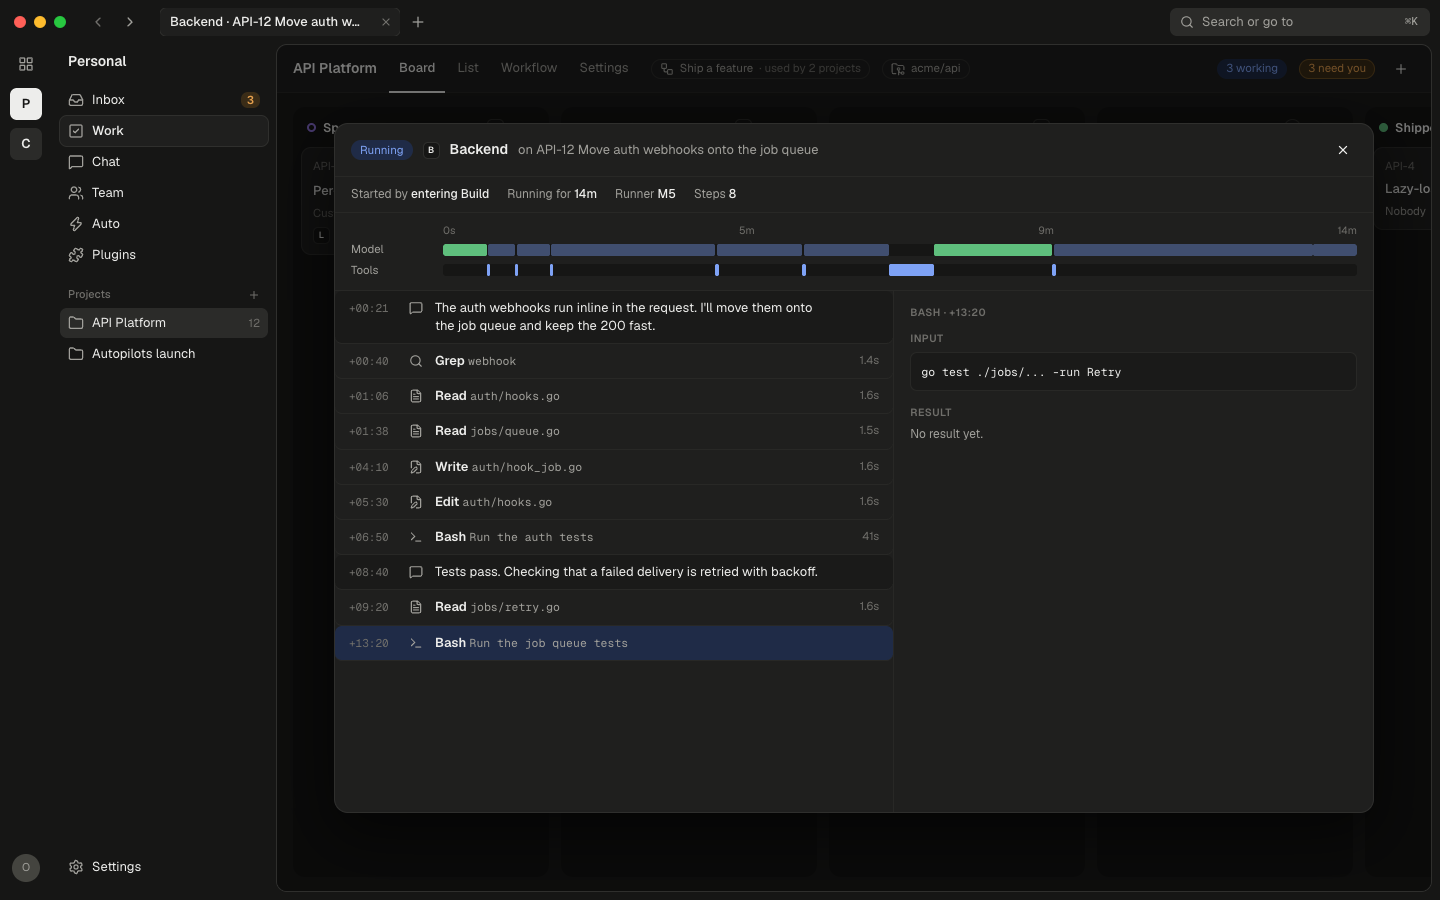 Backend · API-12 Move auth w...
Search or go to
⌘K
Personal
P
C
Inbox
3
Work
Chat
Team
Auto
Plugins
Projects
API Platform
12
Autopilots launch
O
Settings
API Platform
Board
List
Workflow
Settings
Ship a feature · used by 2 projects
acme/api
3 working
3 need you
Sp
Shipp
API-
Per
Cus
L
API-4
Lazy-lo
Nobody
Running
B
Backend
on API-12 Move auth webhooks onto the job queue
Started by entering Build
Running for 14m
Runner M5
Steps 8
0s
5m
9m
14m
Model
Tools
+00:21
The auth webhooks run inline in the request. I'll move them onto
the job queue and keep the 200 fast.
+00:40
Grep webhook
1.4s
+01:06
Read auth/hooks.go
1.6s
+01:38
Read jobs/queue.go
1.5s
+04:10
Write auth/hook_job.go
1.6s
+05:30
Edit auth/hooks.go
1.6s
+06:50
Bash Run the auth tests
41s
+08:40
Tests pass. Checking that a failed delivery is retried with backoff.
+09:20
Read jobs/retry.go
1.6s
+13:20
Bash Run the job queue tests
BASH · +13:20
INPUT
go test ./jobs/... -run Retry
RESULT
No result yet.